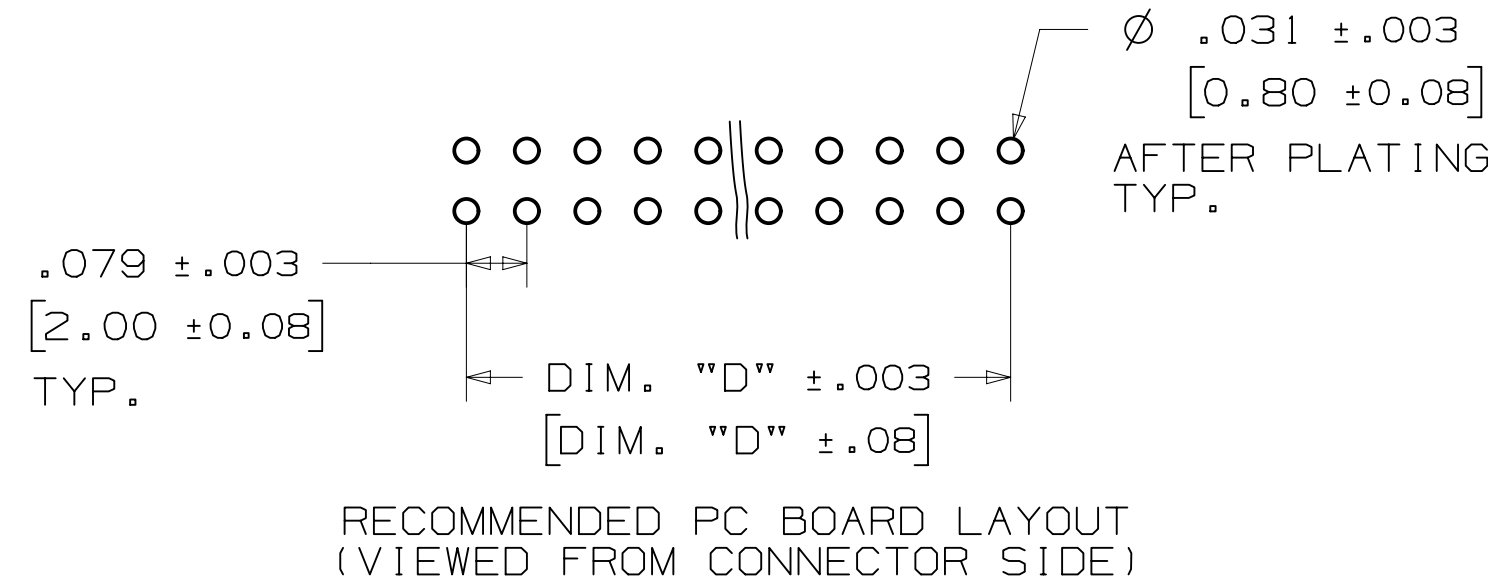 Ø .031 ±.003
[0.80 ±0.08]
AFTER PLATING
TYP.
.079 ±.003
[2.00 ±0.08]
TYP.
DIM. "D" ±.003
[DIM. "D" ±.08]
RECOMMENDED PC BOARD LAYOUT
(VIEWED FROM CONNECTOR SIDE)